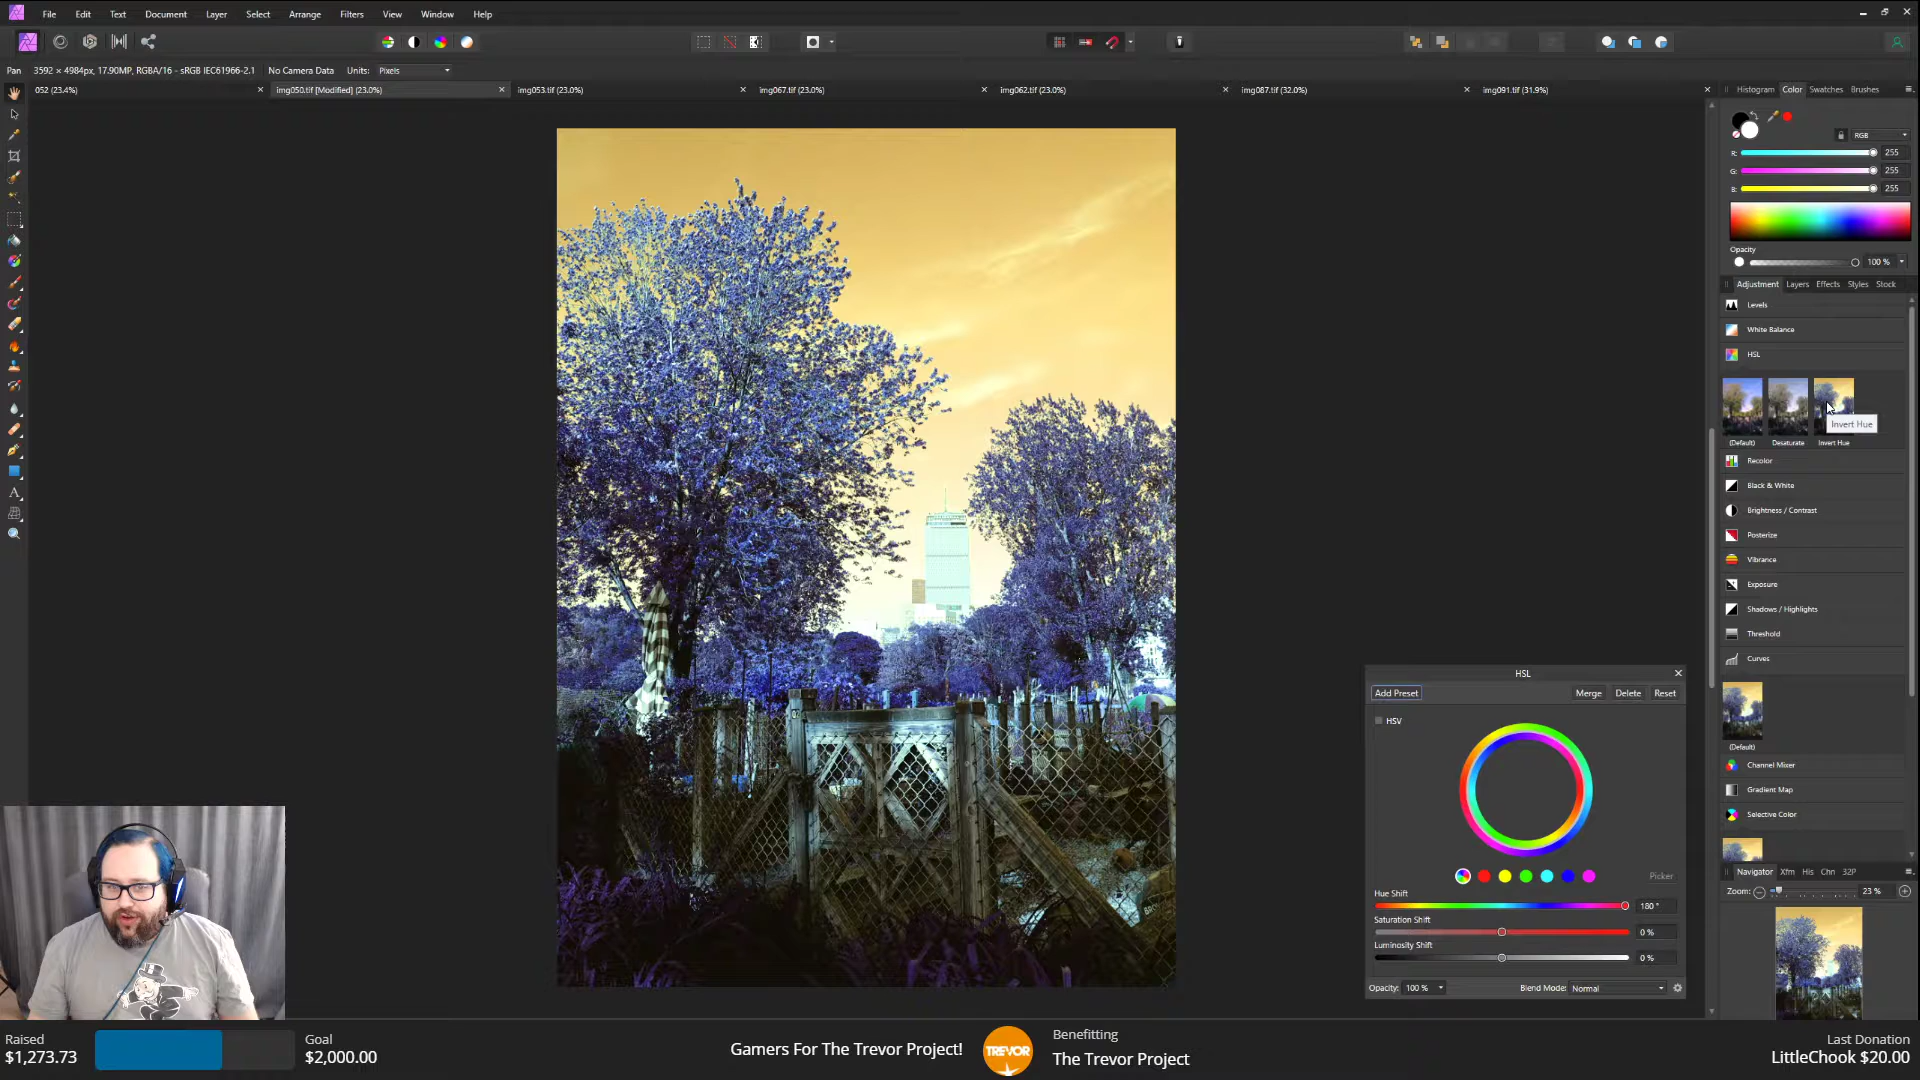 File Edit Text Document Layer Select Arrange Filters View Window Help
Pan 3592 × 4984px, 17.90MP, RGBA/16 - sRGB IEC61966-2.1 No Camera Data Units: Pixels
052 (23.4%) img050.tif [Modified] (23.0%) img053.tif (23.0%) img067.tif (23.0%) img062.tif (23.0%) img087.tif (32.0%) img091.tif (31.9%)
Histogram Color Swatches Brushes
RGB
R: 255
G: 255
B: 255
Opacity
100 %
Adjustment Layers Effects Styles Stock
Levels
White Balance
HSL
Invert Hue
(Default) Desaturate Invert Hue
Recolor
Black & White
Brightness / Contrast
Posterize
Vibrance
Exposure
Shadows / Highlights
Threshold
Curves
(Default)
Channel Mixer
Gradient Map
Selective Color
HSL
Add Preset Merge Delete Reset
HSV
Picker
Hue Shift
180 °
Saturation Shift
0 %
Luminosity Shift
0 %
Opacity: 100 % Blend Mode: Normal
Navigator Xfm His Chn 32P
Zoom: 23 %
Raised
$1,273.73
Goal
$2,000.00
Gamers For The Trevor Project!
TREVOR
Benefitting
The Trevor Project
Last Donation
LittleChook $20.00